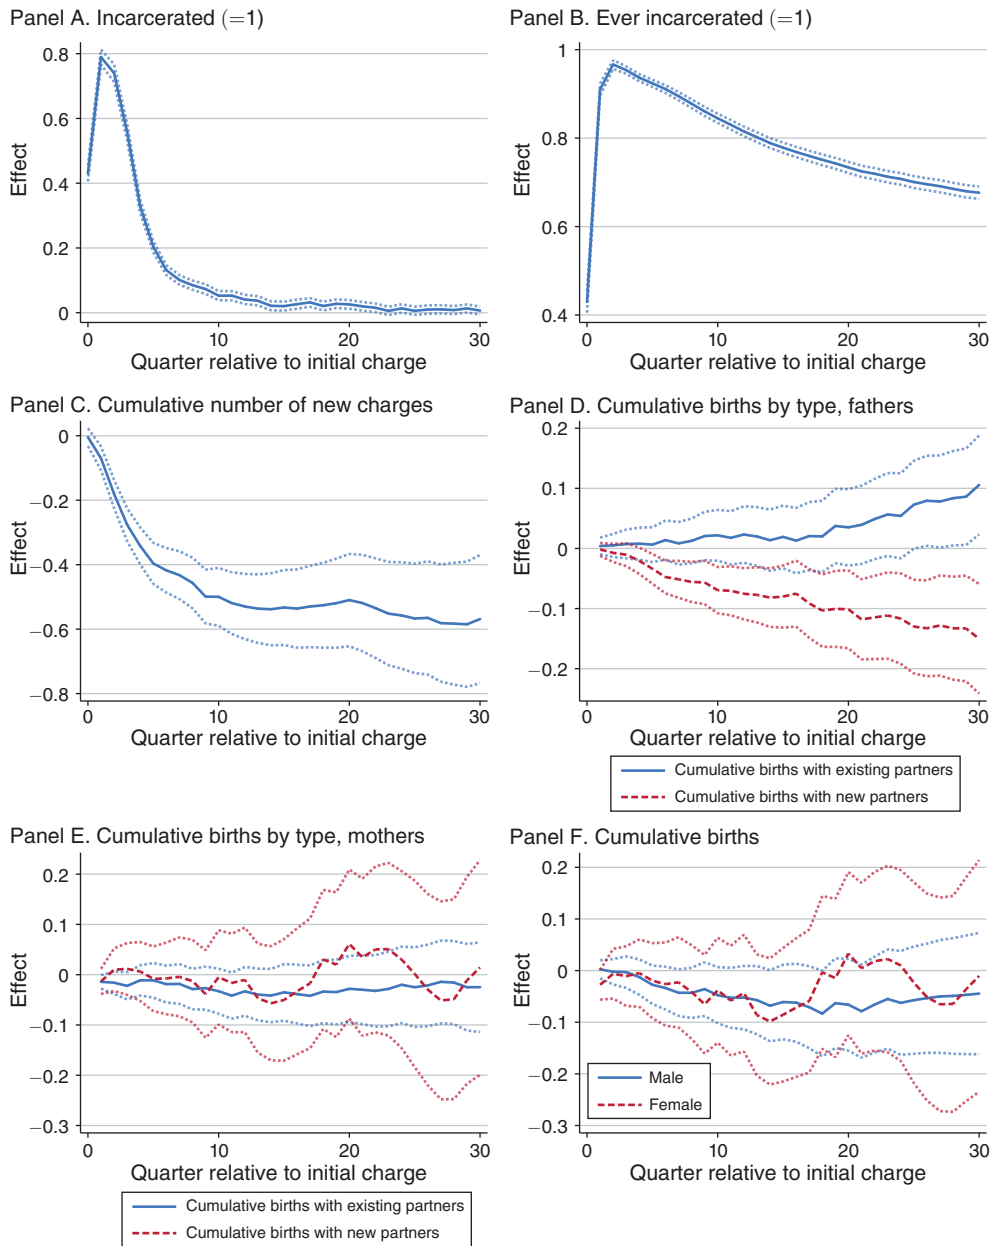 Panel A. Incarcerated (=1)
Panel B. Ever incarcerated (=1)
0.8
0.6
0.4
0.2
0
Effect
0
10
20
30
Quarter relative to initial charge
1
0.8
0.6
0.4
Effect
0
10
20
30
Quarter relative to initial charge
Panel C. Cumulative number of new charges
Panel D. Cumulative births by type, fathers
0
−0.2
−0.4
−0.6
−0.8
Effect
0
10
20
30
Quarter relative to initial charge
0.2
0.1
0
−0.1
−0.2
Effect
0
10
20
30
Quarter relative to initial charge
Cumulative births with existing partners
Cumulative births with new partners
Panel E. Cumulative births by type, mothers
Panel F. Cumulative births
0.2
0.1
0
−0.1
−0.2
−0.3
Effect
0
10
20
30
Quarter relative to initial charge
Cumulative births with existing partners
Cumulative births with new partners
0.2
0.1
0
−0.1
−0.2
−0.3
Effect
Male
Female
0
10
20
30
Quarter relative to initial charge